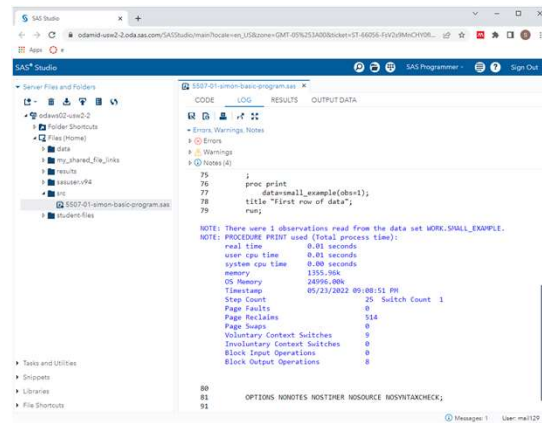 SAS Studio
odamid-usw2-2.oda.sas.com/SASStudio/main?locale=en_US&zone=GMT-05%253A00&ticket=ST-66056-
Apps
SAS® Studio
SAS Programmer
Sign Out
Server Files and Folders
odaws02-usw2-2
Folder Shortcuts
Files (Home)
data
my_shared_file_links
results
sasuser.v94
src
5507-01-simon-basic-program.sas
student-files
Tasks and Utilities
Snippets
Libraries
File Shortcuts
5507-01-simon-basic-program.sas
CODE LOG RESULTS OUTPUT DATA
Errors, Warnings, Notes
Errors
Warnings
Notes (4)
75 ;
76 proc print
77 data=small_example(obs=1);
78 title "First row of data";
79 run;
NOTE: There were 1 observations read from the data set WORK.SMALL_EXAMPLE.
NOTE: PROCEDURE PRINT used (Total process time):
real time 0.01 seconds
user cpu time 0.01 seconds
system cpu time 0.00 seconds
memory 1355.96k
OS Memory 24996.00k
Timestamp 05/23/2022 09:08:51 PM
Step Count 25 Switch Count 1
Page Faults 0
Page Reclaims 514
Page Swaps 0
Voluntary Context Switches 9
Involuntary Context Switches 0
Block Input Operations 0
Block Output Operations 8
80
81 OPTIONS NONOTES NOSTIMER NOSOURCE NOSYNTAXCHECK;
91
Messages: 1 User: mail129